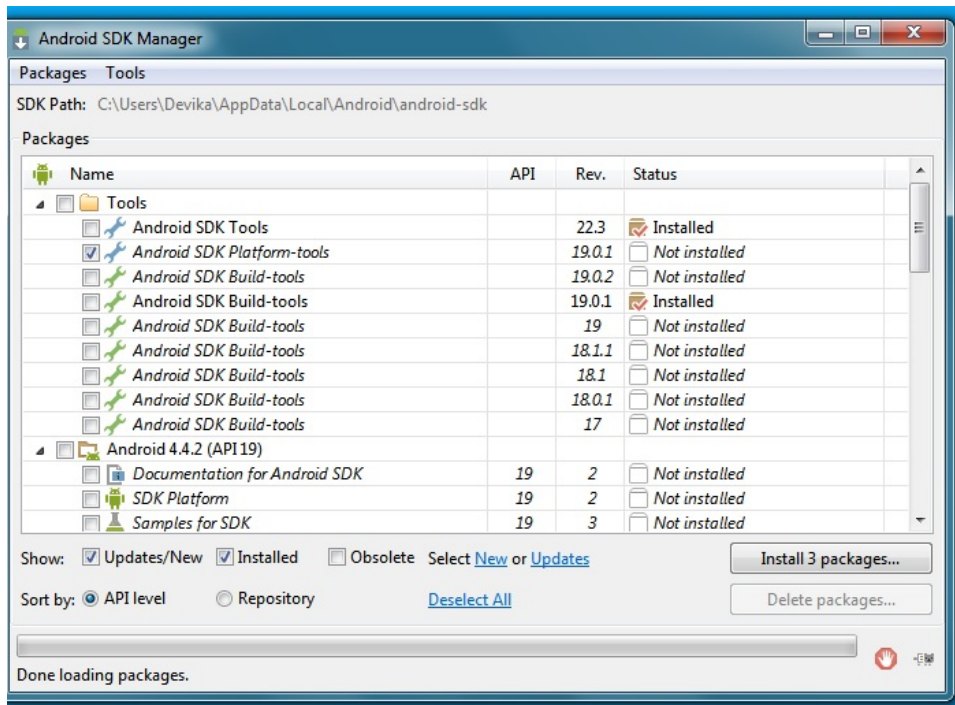 Android SDK Manager
Packages Tools
SDK Path: C:\Users\Devika\AppData\Local\Android\android-sdk
Packages
Name API Rev. Status
Tools
Android SDK Tools 22.3 Installed
Android SDK Platform-tools 19.0.1 Not installed
Android SDK Build-tools 19.0.2 Not installed
Android SDK Build-tools 19.0.1 Installed
Android SDK Build-tools 19 Not installed
Android SDK Build-tools 18.1.1 Not installed
Android SDK Build-tools 18.1 Not installed
Android SDK Build-tools 18.0.1 Not installed
Android SDK Build-tools 17 Not installed
Android 4.4.2 (API 19)
Documentation for Android SDK 19 2 Not installed
SDK Platform 19 2 Not installed
Samples for SDK 19 3 Not installed
Show: Updates/New Installed Obsolete Select New or Updates Install 3 packages...
Sort by: API level Repository Deselect All Delete packages...
Done loading packages.